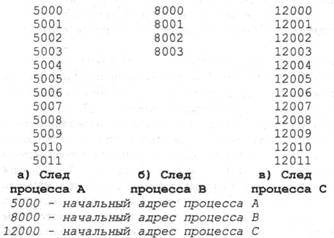 5000 8000 12000
5001 8001 12001
5002 8002 12002
5003 8003 12003
5004 12004
5005 12005
5006 12006
5007 12007
5008 12008
5009 12009
5010 12010
5011 12011
а) След б) След в) След
процесса A процесса B процесса C
5000 - начальный адрес процесса A
8000 - начальный адрес процесса B
12000 - начальный адрес процесса C